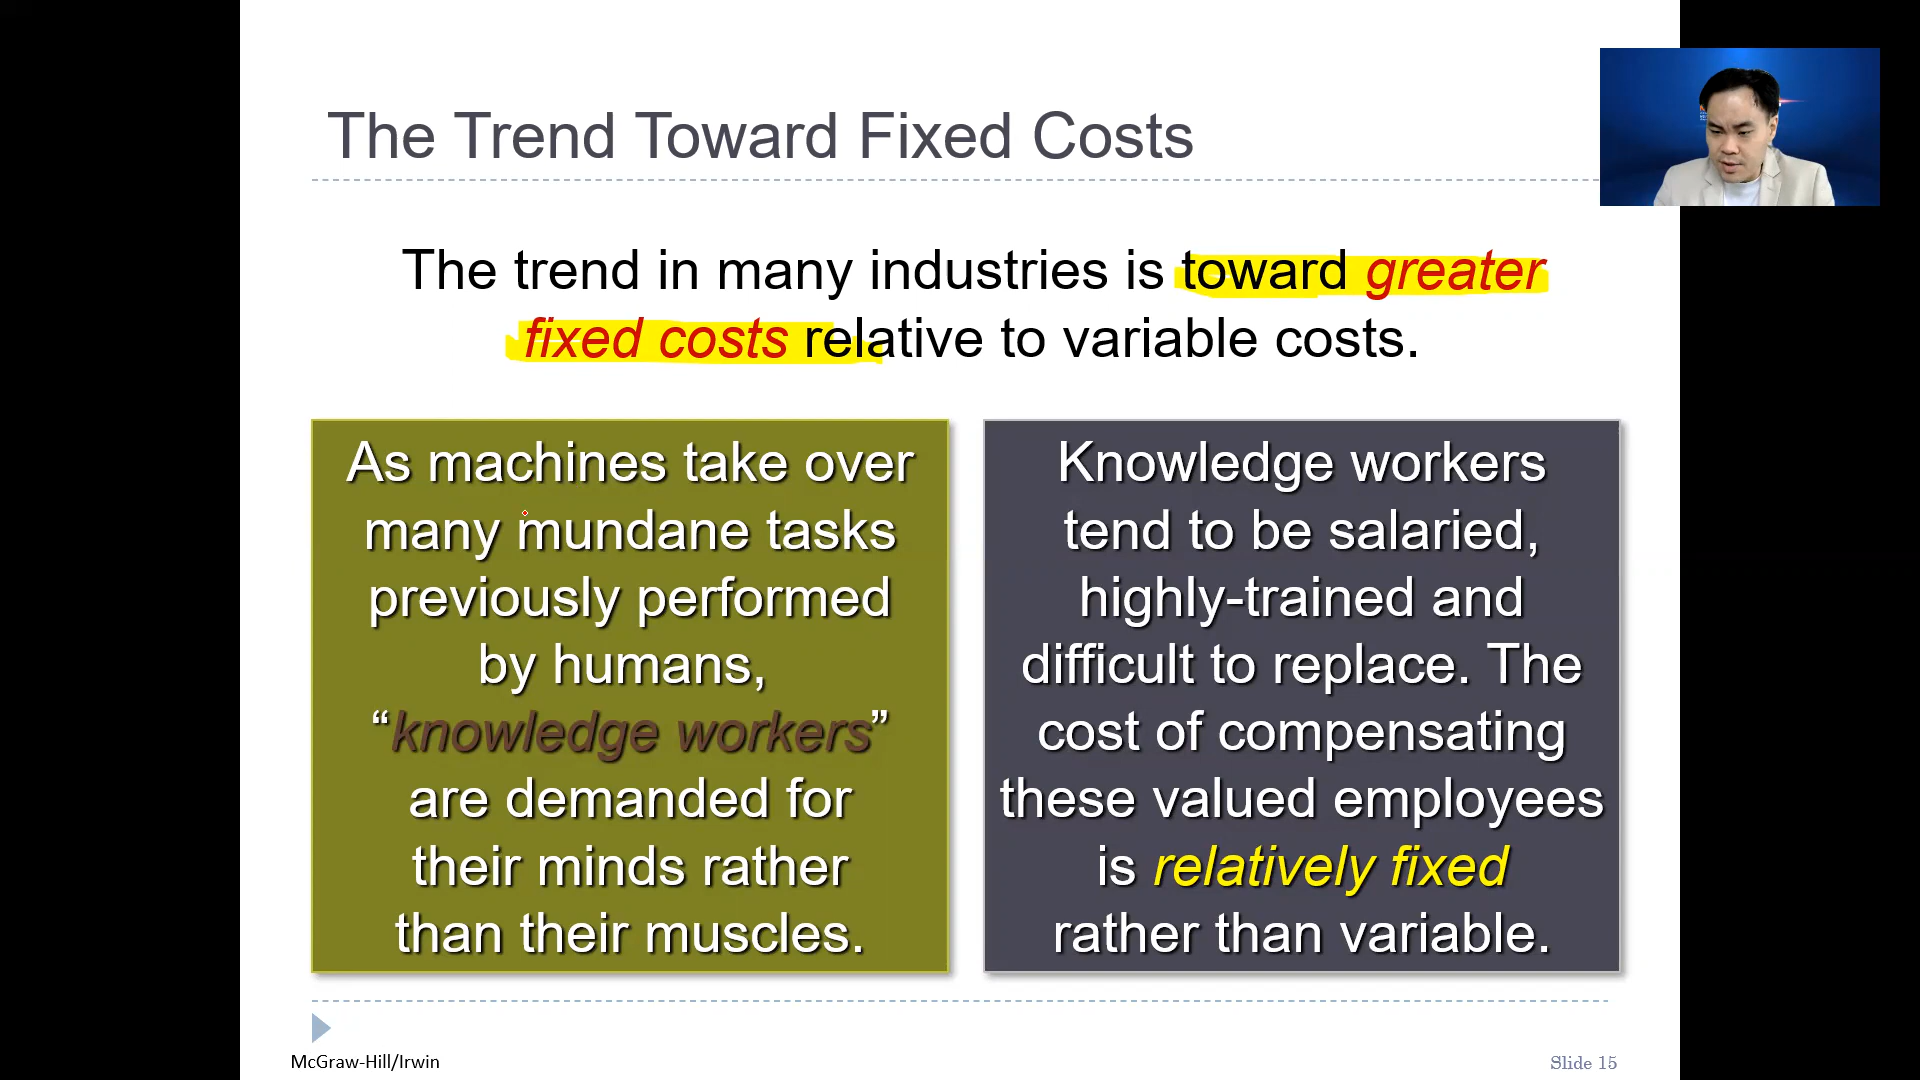 The Trend Toward Fixed Costs
The trend in many industries is toward greater
fixed costs relative to variable costs.
As machines take over
many mundane tasks
previously performed
by humans,
“knowledge workers”
are demanded for
their minds rather
than their muscles.
Knowledge workers
tend to be salaried,
highly-trained and
difficult to replace. The
cost of compensating
these valued employees
is relatively fixed
rather than variable.
McGraw-Hill/Irwin
Slide 15